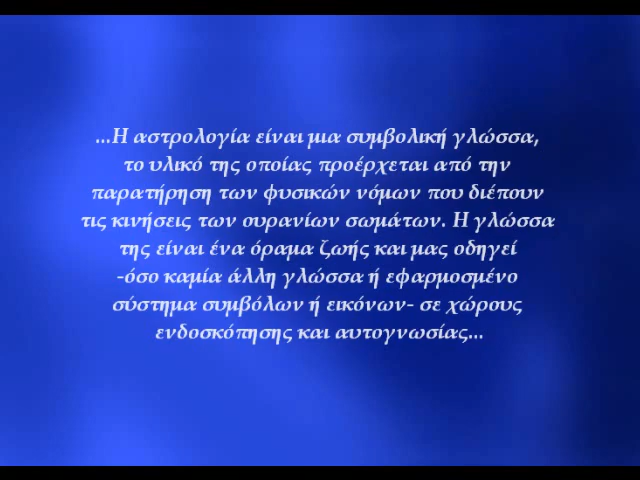 ...Η αστρολογία είναι μια συμβολική γλώσσα,
το υλικό της οποίας προέρχεται από την
παρατήρηση των φυσικών νόμων που διέπουν
τις κινήσεις των ουρανίων σωμάτων. Η γλώσσα
της είναι ένα όραμα ζωής και μας οδηγεί
-όσο καμία άλλη γλώσσα ή εφαρμοσμένο
σύστημα συμβόλων ή εικόνων- σε χώρους
ενδοσκόπησης και αυτογνωσίας...